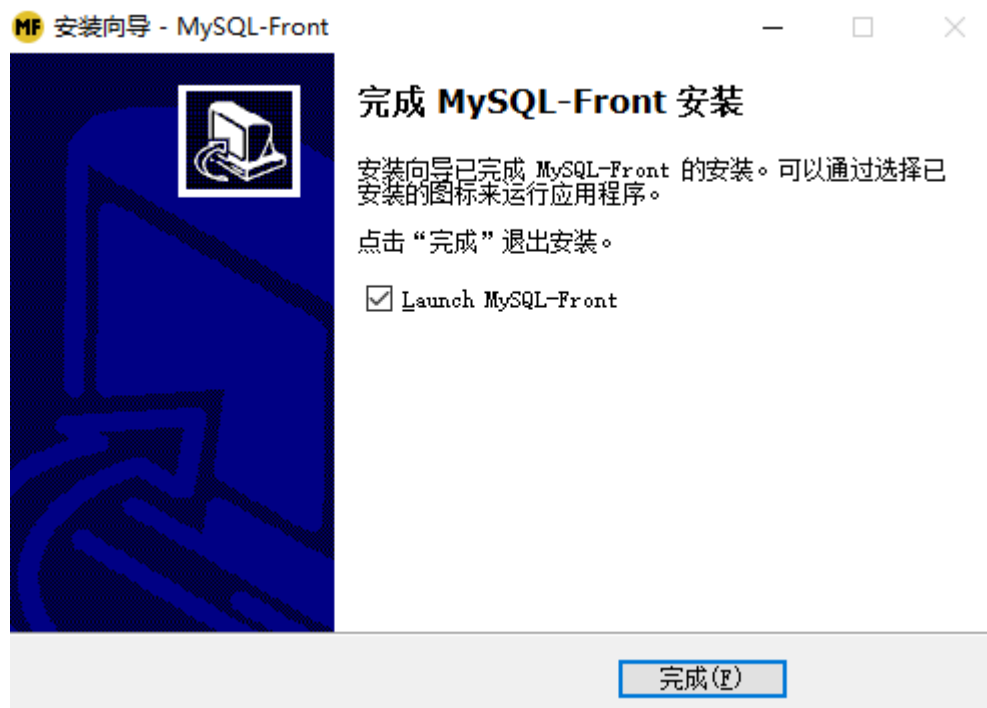 MF 安装向导 - MySQL-Front
完成 MySQL-Front 安装
安装向导已完成 MySQL-Front 的安装。可以通过选择已
安装的图标来运行应用程序。
点击“完成”退出安装。
Launch MySQL-Front
完成(F)